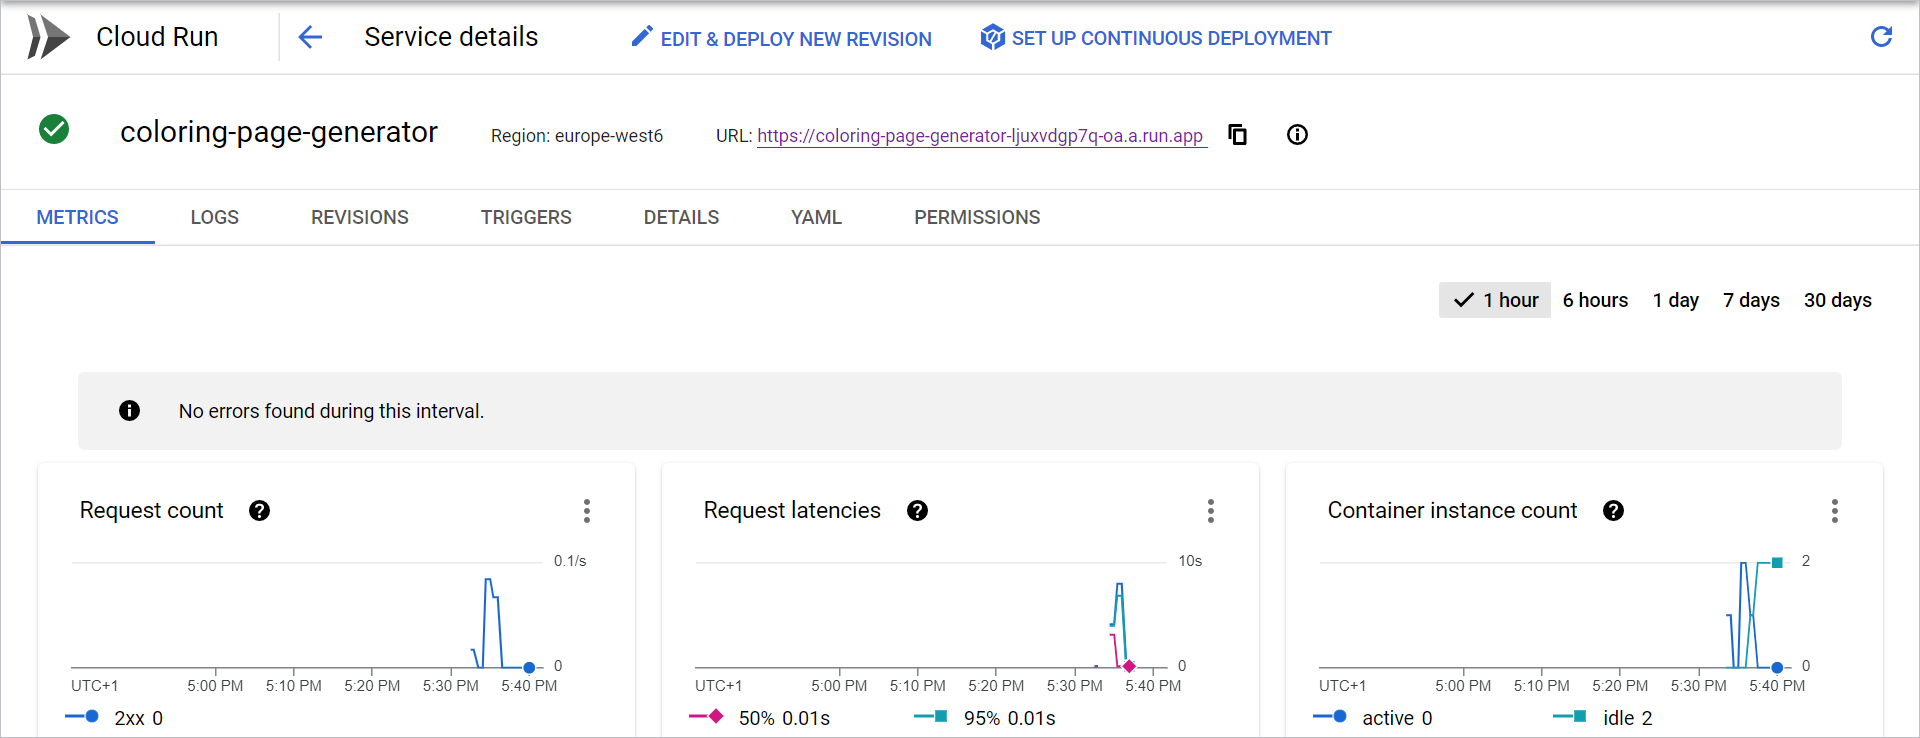 Cloud Run
Service details
EDIT & DEPLOY NEW REVISION
SET UP CONTINUOUS DEPLOYMENT
coloring-page-generator
Region: europe-west6
URL: https://coloring-page-generator-ljuxvdgp7q-oa.a.run.app
METRICS LOGS REVISIONS TRIGGERS DETAILS YAML PERMISSIONS
1 hour 6 hours 1 day 7 days 30 days
No errors found during this interval.
Request count
0.1/s
0
UTC+1 5:00 PM 5:10 PM 5:20 PM 5:30 PM 5:40 PM
2xx 0
Request latencies
10s
0
UTC+1 5:00 PM 5:10 PM 5:20 PM 5:30 PM 5:40 PM
50% 0.01s 95% 0.01s
Container instance count
2
0
UTC+1 5:00 PM 5:10 PM 5:20 PM 5:30 PM 5:40 PM
active 0 idle 2